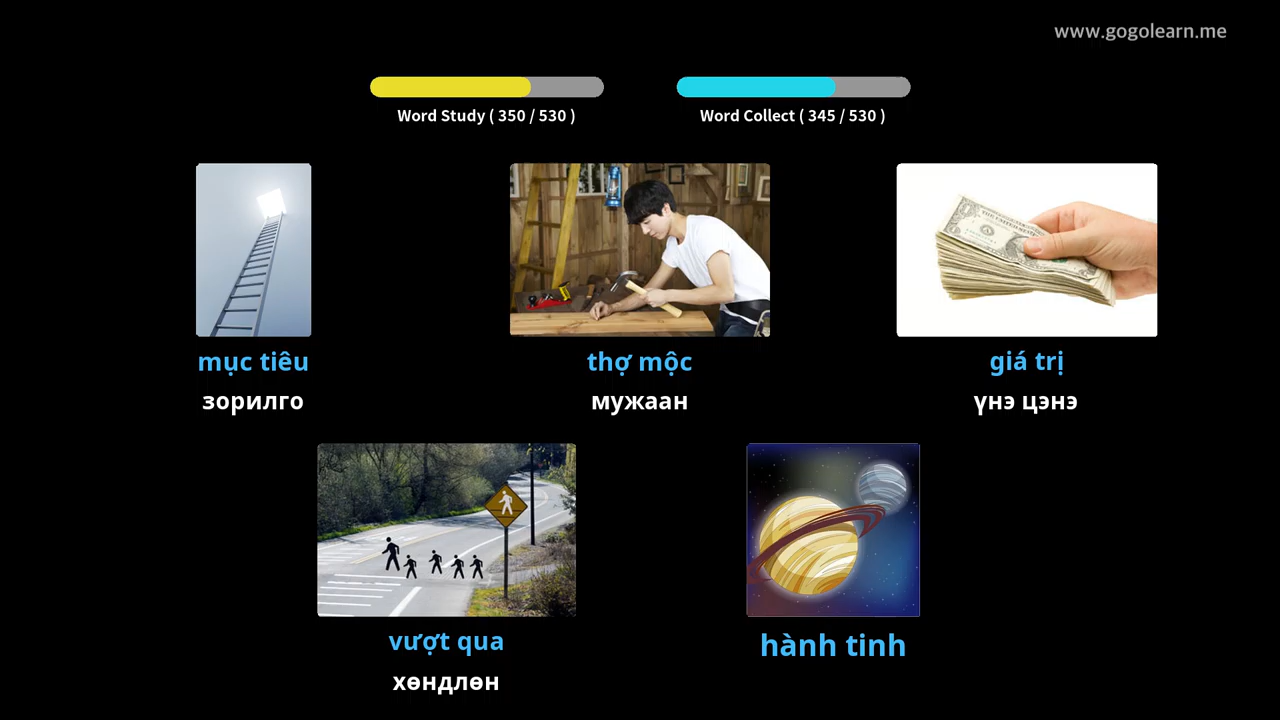 www.gogolearn.me
Word Study ( 350 / 530 )
Word Collect ( 345 / 530 )
mục tiêu
зорилго
thợ mộc
мужаан
giá trị
үнэ цэнэ
vượt qua
хөндлөн
hành tinh